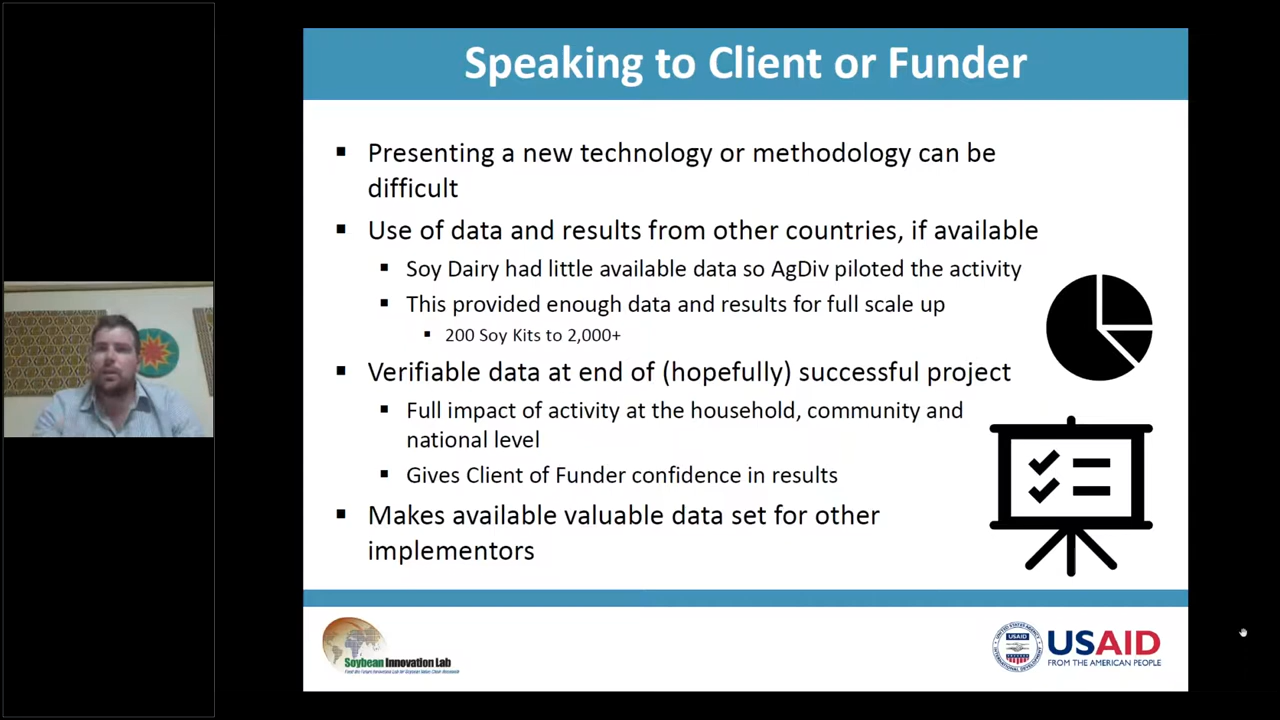 Speaking to Client or Funder
▪ Presenting a new technology or methodology can be
difficult
▪ Use of data and results from other countries, if available
▪ Soy Dairy had little available data so AgDiv piloted the activity
▪ This provided enough data and results for full scale up
▪ 200 Soy Kits to 2,000+
▪ Verifiable data at end of (hopefully) successful project
▪ Full impact of activity at the household, community and
national level
▪ Gives Client of Funder confidence in results
▪ Makes available valuable data set for other
implementors
Soybean Innovation Lab
USAID
USAID
FROM THE AMERICAN PEOPLE